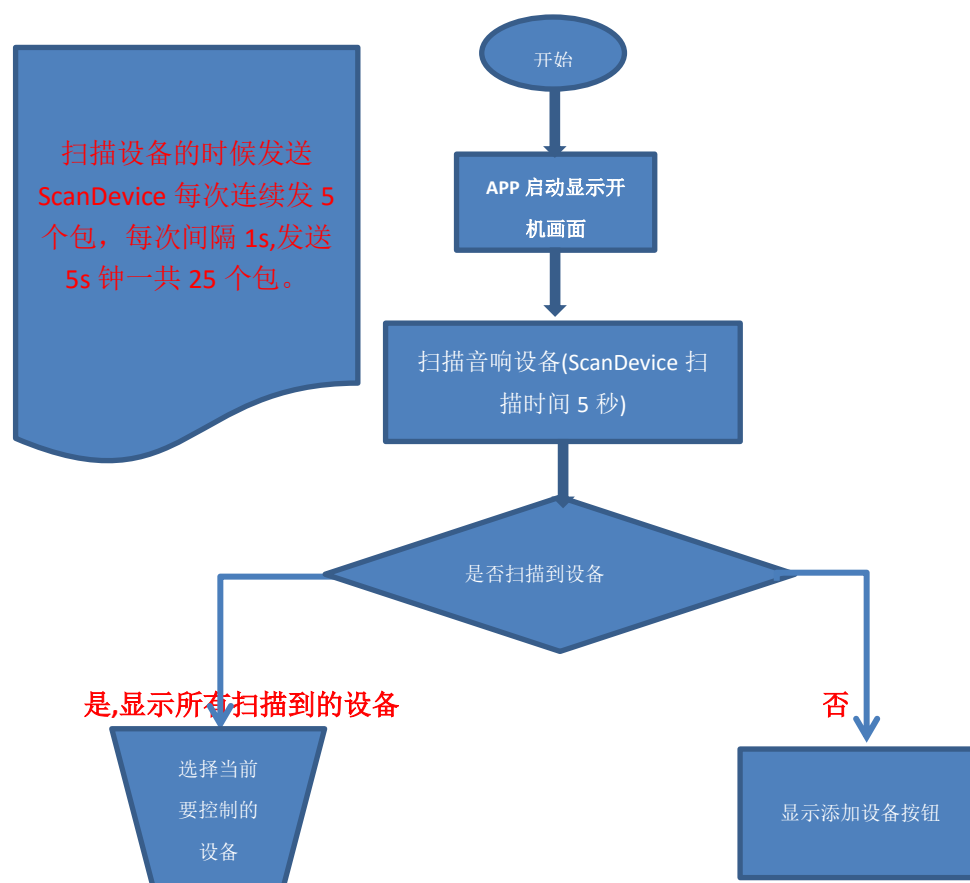 开始
扫描设备的时候发送
ScanDevice 每次连续发 5
个包，每次间隔 1s,发送
5s 钟一共 25 个包。
APP 启动显示开
机画面
扫描音响设备(ScanDevice 扫
描时间 5 秒)
是否扫描到设备
是,显示所有扫描到的设备
否
选择当前
要控制的
设备
显示添加设备按钮